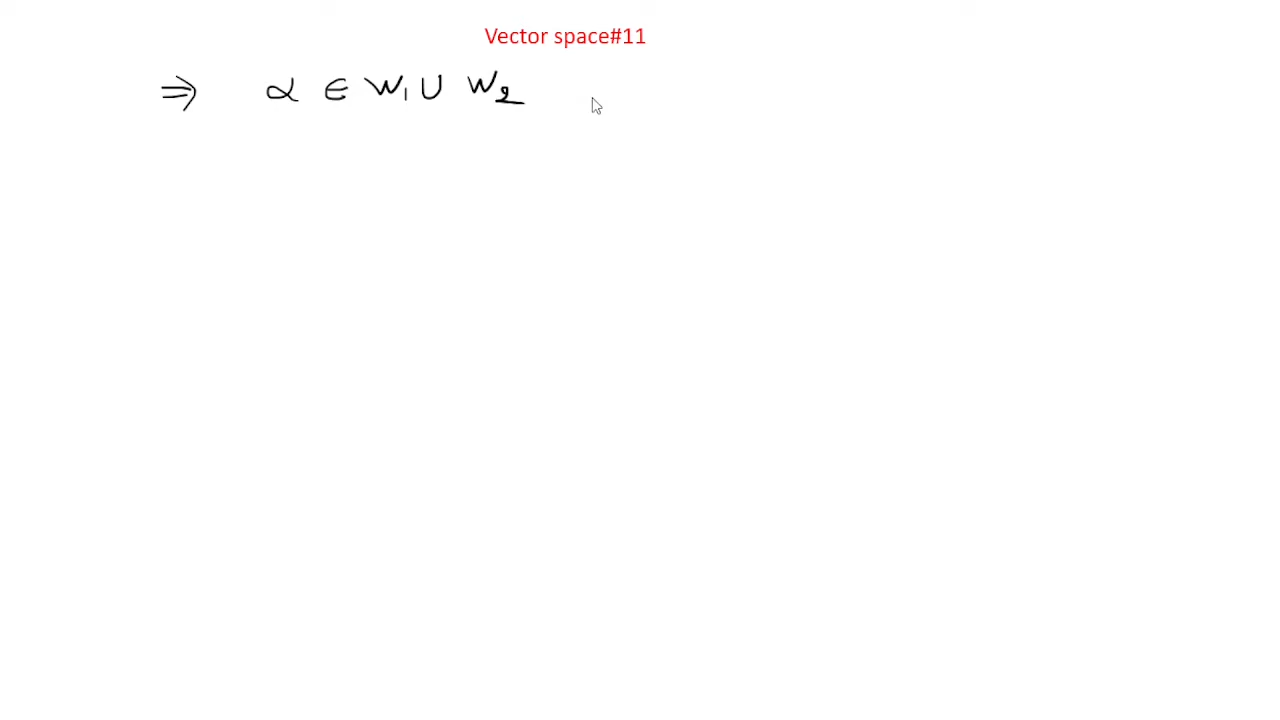 Vector space#11
⇒ α ∈ W₁ ∪ W₂